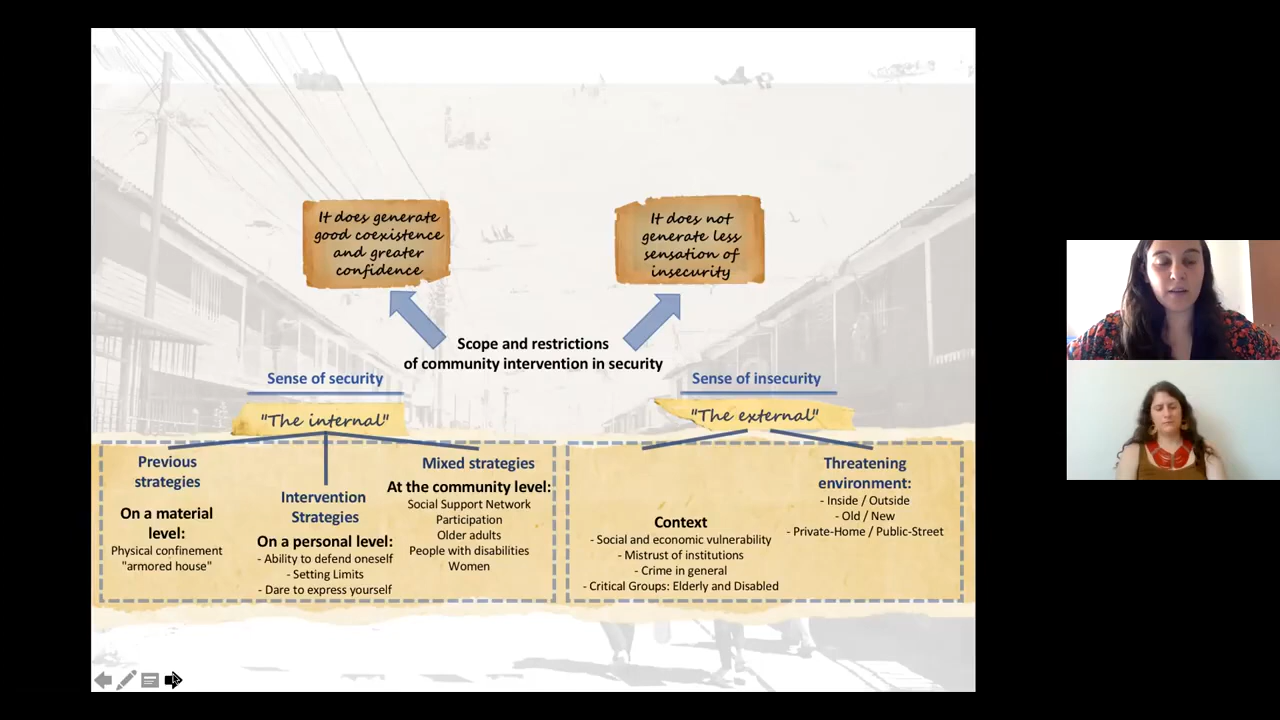 It does generate
good coexistence
and greater
confidence
It does not
generate less
sensation of
insecurity
Scope and restrictions
of community intervention in security
Sense of security
"The internal"
Previous
strategies
On a material
level:
Physical confinement
"armored house"
Intervention
Strategies
On a personal level:
- Ability to defend oneself
- Setting Limits
- Dare to express yourself
Mixed strategies
At the community level:
Social Support Network
Participation
Older adults
People with disabilities
Women
Sense of insecurity
"The external"
Context
- Social and economic vulnerability
- Mistrust of institutions
- Crime in general
- Critical Groups: Elderly and Disabled
Threatening
environment:
- Inside / Outside
- Old / New
- Private-Home / Public-Street